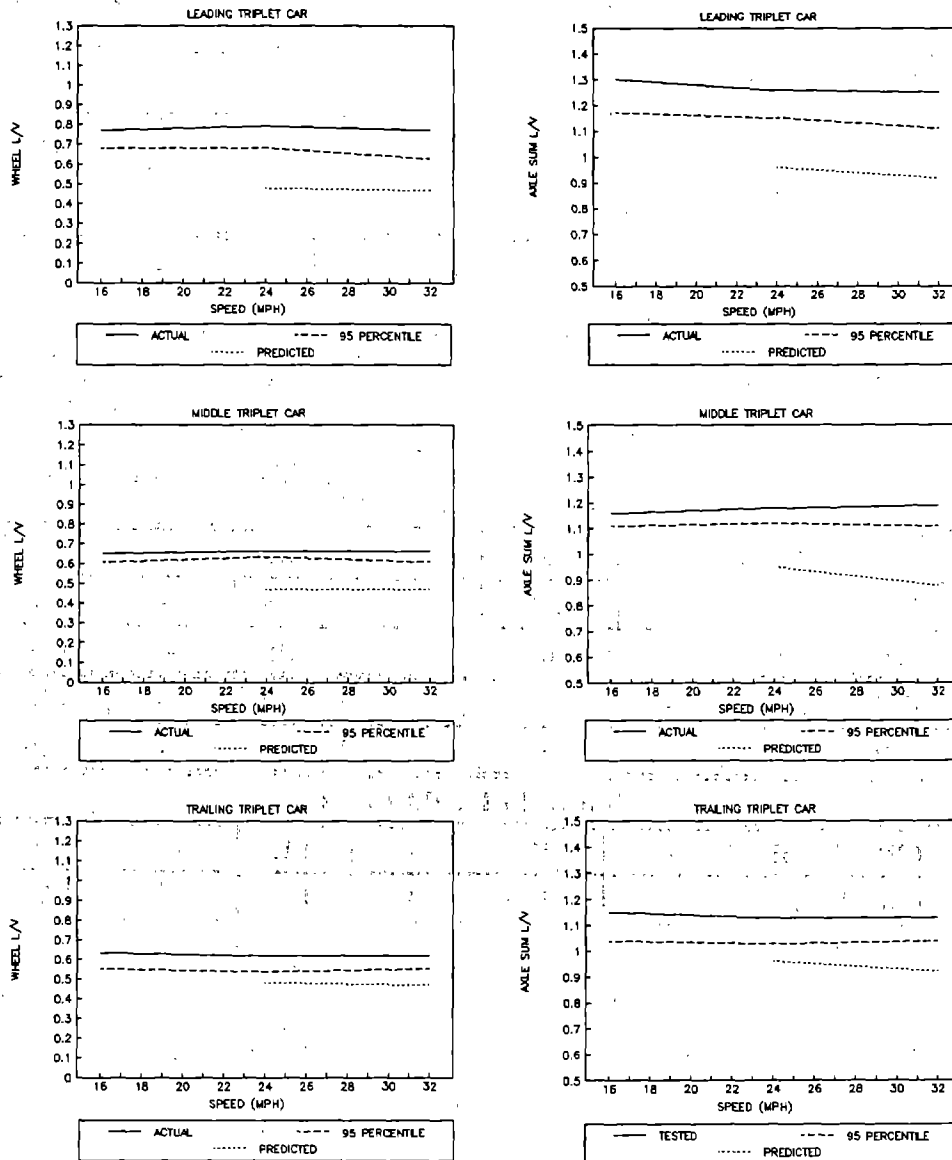 LEADING TRIPLET CAR
1.3
1.2
1.1
1
0.9
0.8
0.7
0.6
0.5
0.4
0.3
0.2
0.1
0
WHEEL L/V
16 18 20 22 24 26 28 30 32
SPEED (MPH)
ACTUAL 95 PERCENTILE
PREDICTED
LEADING TRIPLET CAR
1.5
1.4
1.3
1.2
1.1
1
0.9
0.8
0.7
0.6
0.5
AXLE SUM L/V
16 18 20 22 24 26 28 30 32
SPEED (MPH)
ACTUAL 95 PERCENTILE
PREDICTED
MIDDLE TRIPLET CAR
1.3
1.2
1.1
1
0.9
0.8
0.7
0.6
0.5
0.4
0.3
0.2
0.1
0
WHEEL L/V
16 18 20 22 24 26 28 30 32
SPEED (MPH)
ACTUAL 95 PERCENTILE
PREDICTED
MIDDLE TRIPLET CAR
1.5
1.4
1.3
1.2
1.1
1
0.9
0.8
0.7
0.6
0.5
AXLE SUM L/V
16 18 20 22 24 26 28 30 32
SPEED (MPH)
ACTUAL 95 PERCENTILE
PREDICTED
TRAILING TRIPLET CAR
1.3
1.2
1.1
1
0.9
0.8
0.7
0.6
0.5
0.4
0.3
0.2
0.1
0
WHEEL L/V
16 18 20 22 24 26 28 30 32
SPEED (MPH)
ACTUAL 95 PERCENTILE
PREDICTED
TRAILING TRIPLET CAR
1.5
1.4
1.3
1.2
1.1
1
0.9
0.8
0.7
0.6
0.5
AXLE SUM L/V
16 18 20 22 24 26 28 30 32
SPEED (MPH)
TESTED 95 PERCENTILE
PREDICTED